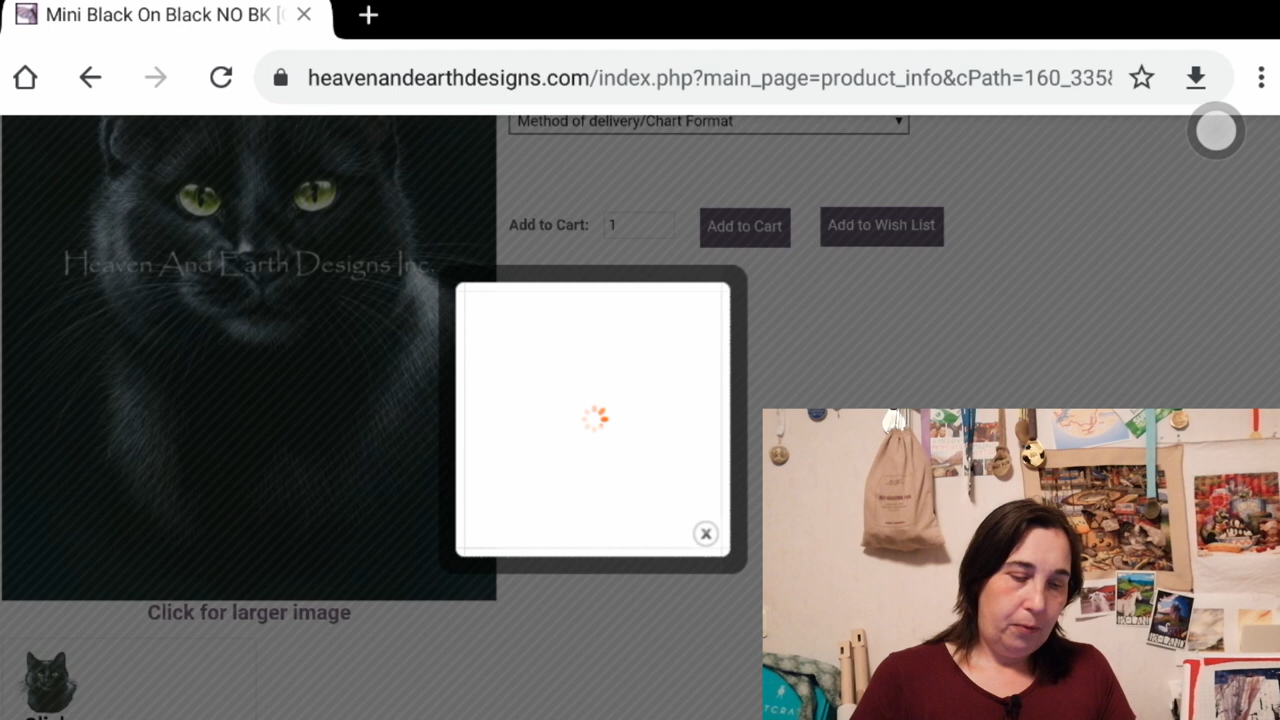 Mini Black On Black NO BK [
heavenandearthdesigns.com/index.php?main_page=product_info&cPath=160_335
Method of delivery/Chart Format
Add to Cart: 1 Add to Cart Add to Wish List
Heaven And Earth Designs Inc.
x
Click for larger image
IRELAND